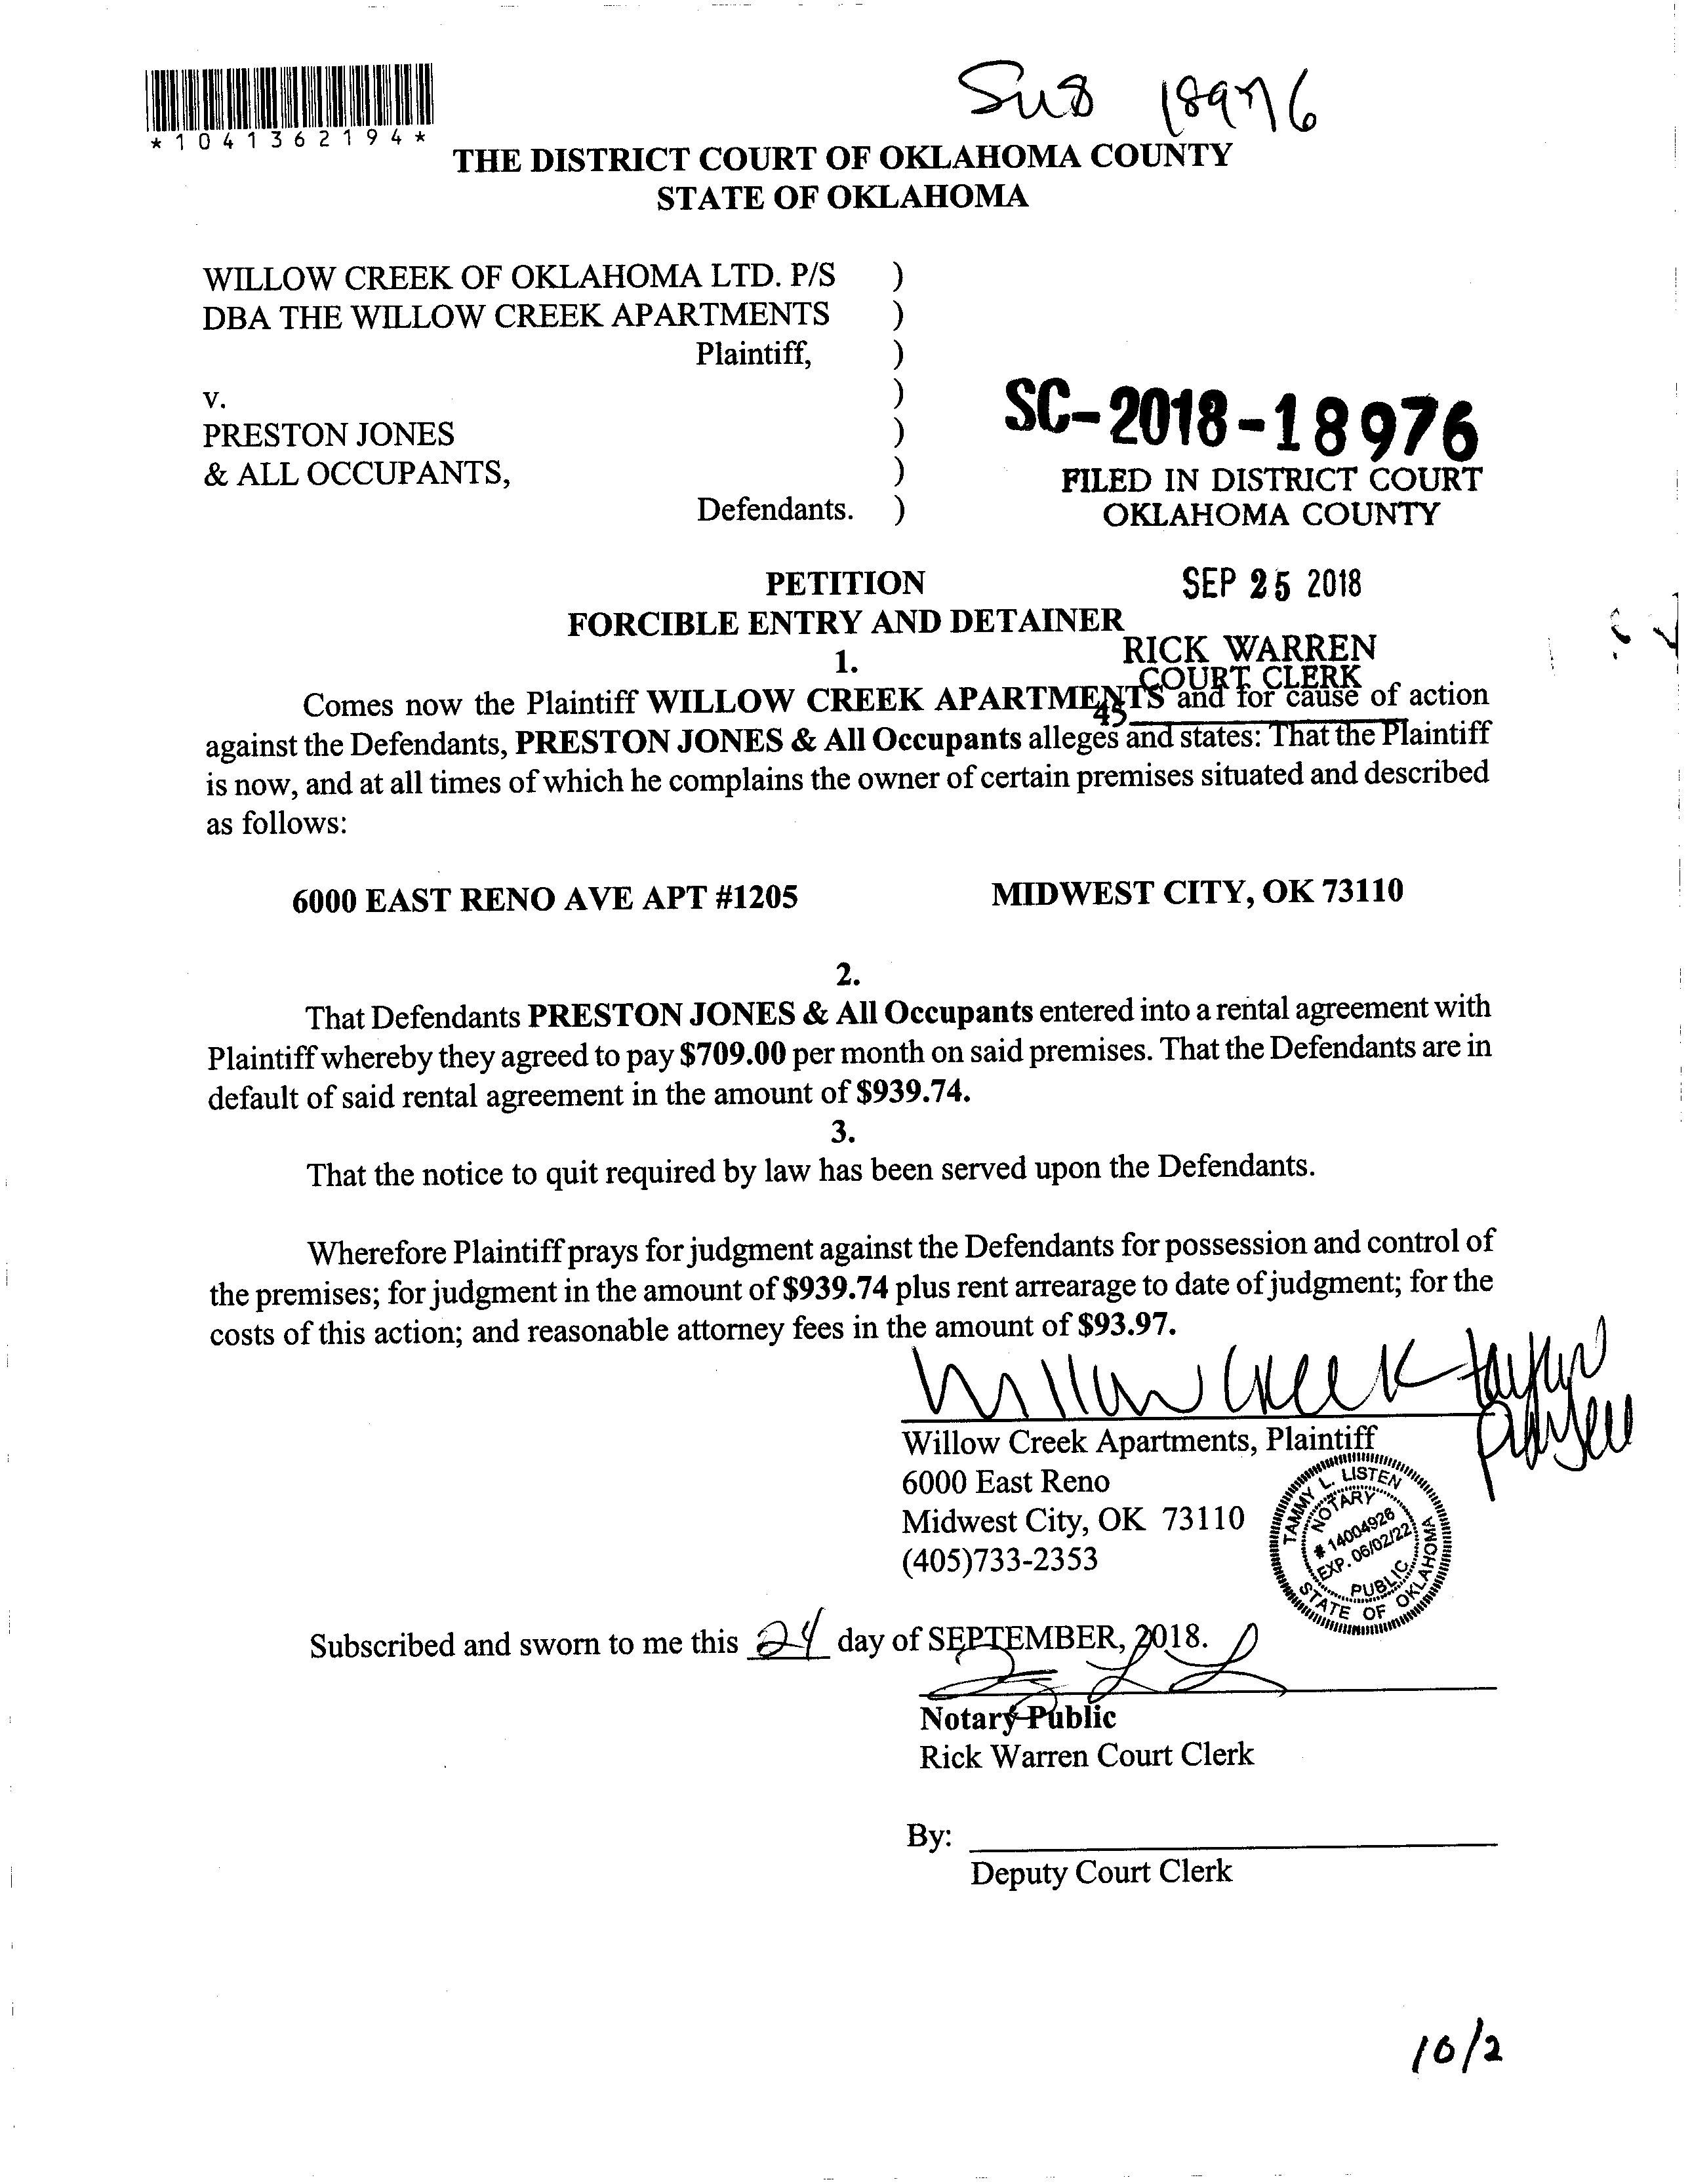 Sub 18976
*1041362194*
THE DISTRICT COURT OF OKLAHOMA COUNTY
STATE OF OKLAHOMA
WILLOW CREEK OF OKLAHOMA LTD. P/S )
DBA THE WILLOW CREEK APARTMENTS )
Plaintiff, )
)
v.
PRESTON JONES )
& ALL OCCUPANTS, )
Defendants. )
SC-2018-18976
FILED IN DISTRICT COURT
OKLAHOMA COUNTY
SEP 25 2018
RICK WARREN
COURT CLERK
45
PETITION
FORCIBLE ENTRY AND DETAINER
1.
Comes now the Plaintiff WILLOW CREEK APARTMENTS and for cause of action
against the Defendants, PRESTON JONES & All Occupants alleges and states: That the Plaintiff
is now, and at all times of which he complains the owner of certain premises situated and described
as follows:
6000 EAST RENO AVE APT #1205 MIDWEST CITY, OK 73110
2.
That Defendants PRESTON JONES & All Occupants entered into a rental agreement with
Plaintiff whereby they agreed to pay $709.00 per month on said premises. That the Defendants are in
default of said rental agreement in the amount of $939.74.
3.
That the notice to quit required by law has been served upon the Defendants.
Wherefore Plaintiff prays for judgment against the Defendants for possession and control of
the premises; for judgment in the amount of $939.74 plus rent arrearage to date of judgment; for the
costs of this action; and reasonable attorney fees in the amount of $93.97.
Willow Creek
Willow Creek Apartments, Plaintiff
6000 East Reno
Midwest City, OK 73110
(405)733-2353
TAMMY L. LISTEN
NOTARY
# 14004926
EXP. 06/02/22
PUBLIC
STATE OF OKLAHOMA
Subscribed and sworn to me this 24 day of SEPTEMBER, 2018.
Notary Public
Rick Warren Court Clerk
By:
Deputy Court Clerk
10/2